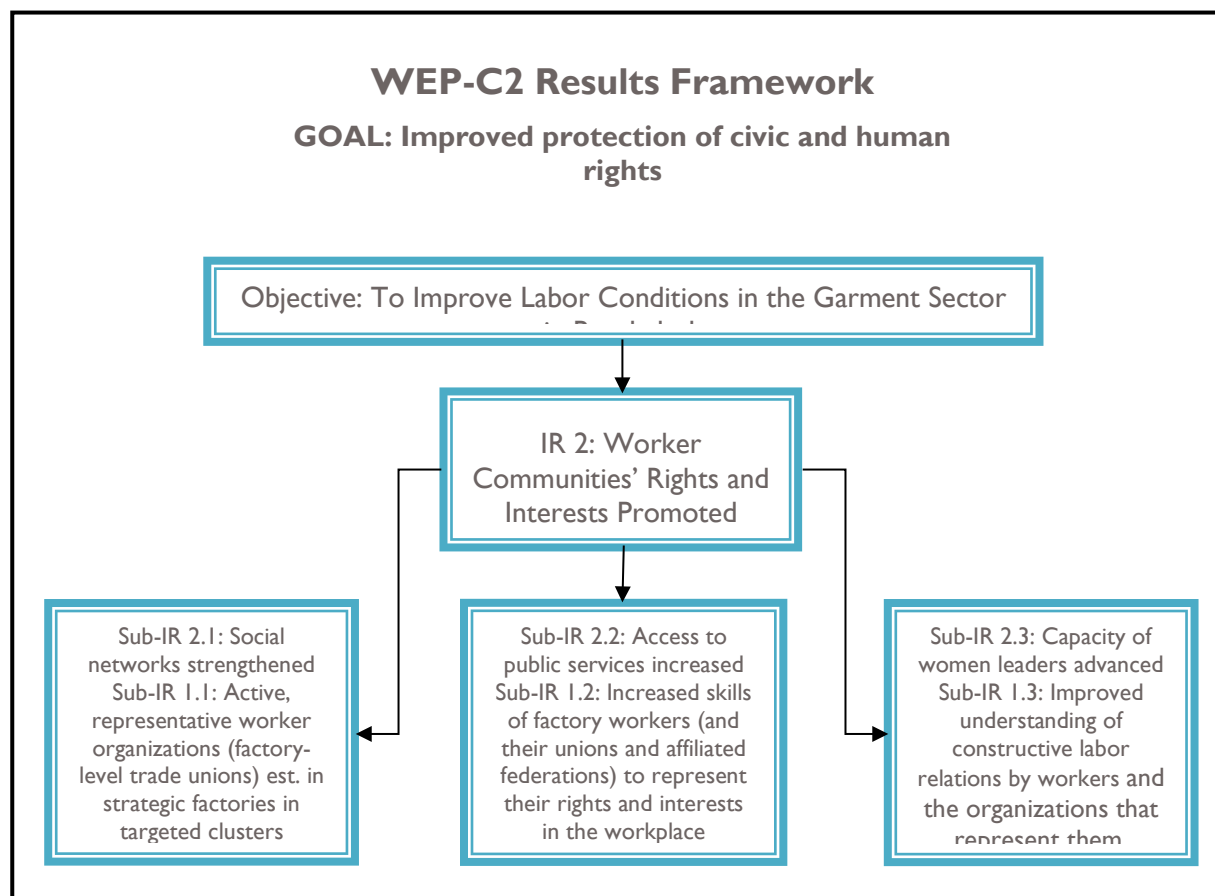 WEP-C2 Results Framework
GOAL: Improved protection of civic and human
rights
Objective: To Improve Labor Conditions in the Garment Sector
IR 2: Worker
Communities’ Rights and
Interests Promoted
Sub-IR 2.1: Social
networks strengthened
Sub-IR 1.1: Active,
representative worker
organizations (factory-
level trade unions) est. in
strategic factories in
targeted clusters
Sub-IR 2.2: Access to
public services increased
Sub-IR 1.2: Increased skills
of factory workers (and
their unions and affiliated
federations) to represent
their rights and interests
in the workplace
Sub-IR 2.3: Capacity of
women leaders advanced
Sub-IR 1.3: Improved
understanding of
constructive labor
relations by workers and
the organizations that
represent them